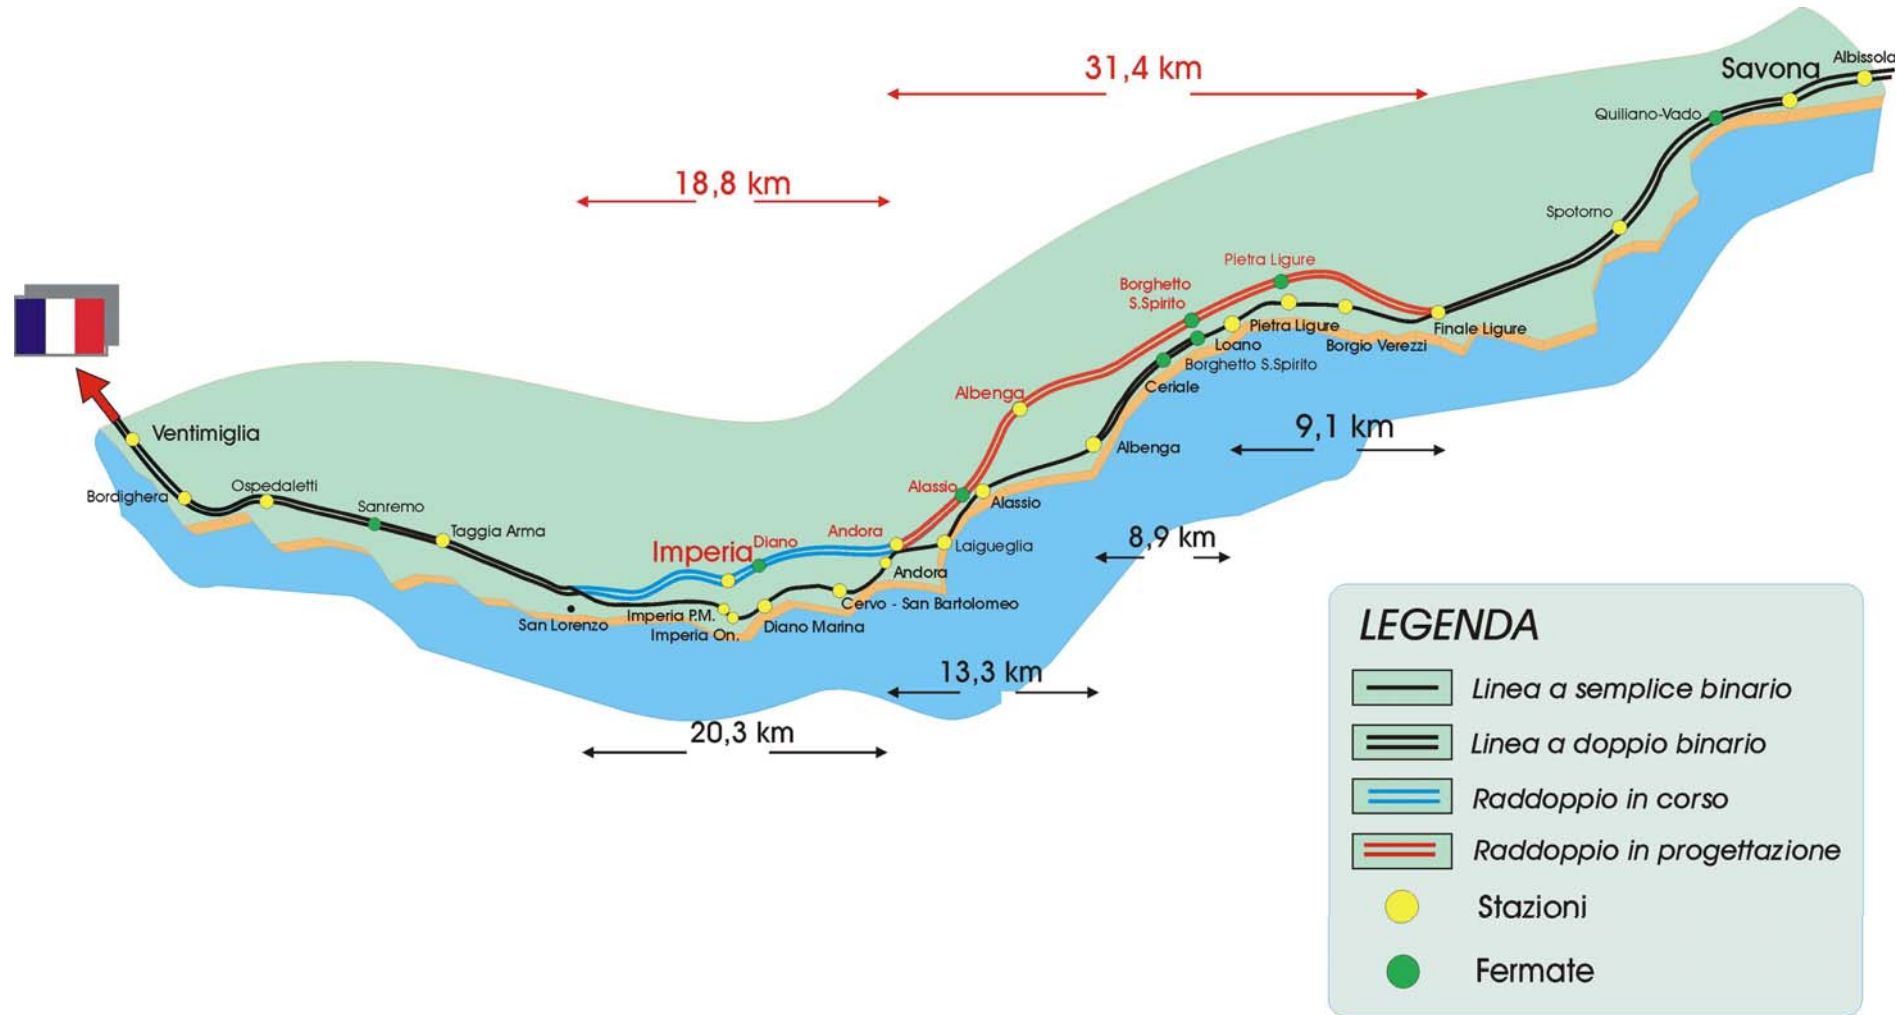 31,4 km
Savona
Albissola
Quiliano-Vado
18,8 km
Spotorno
Pietra Ligure
Borghetto
S.Spirito
Pietra Ligure
Finale Ligure
Loano
Borgio Verezzi
Borghetto S.Spirito
Ceriale
Albenga
9,1 km
Ventimiglia
Albenga
Bordighera
Ospedaletti
Sanremo
Alassio
Alassio
Taggia Arma
Imperia
Diano
Andora
Laigueglia
8,9 km
Andora
Cervo - San Bartolomeo
San Lorenzo
Imperia P.M.
Imperia On.
Diano Marina
13,3 km
20,3 km
LEGENDA
Linea a semplice binario
Linea a doppio binario
Raddoppio in corso
Raddoppio in progettazione
Stazioni
Fermate